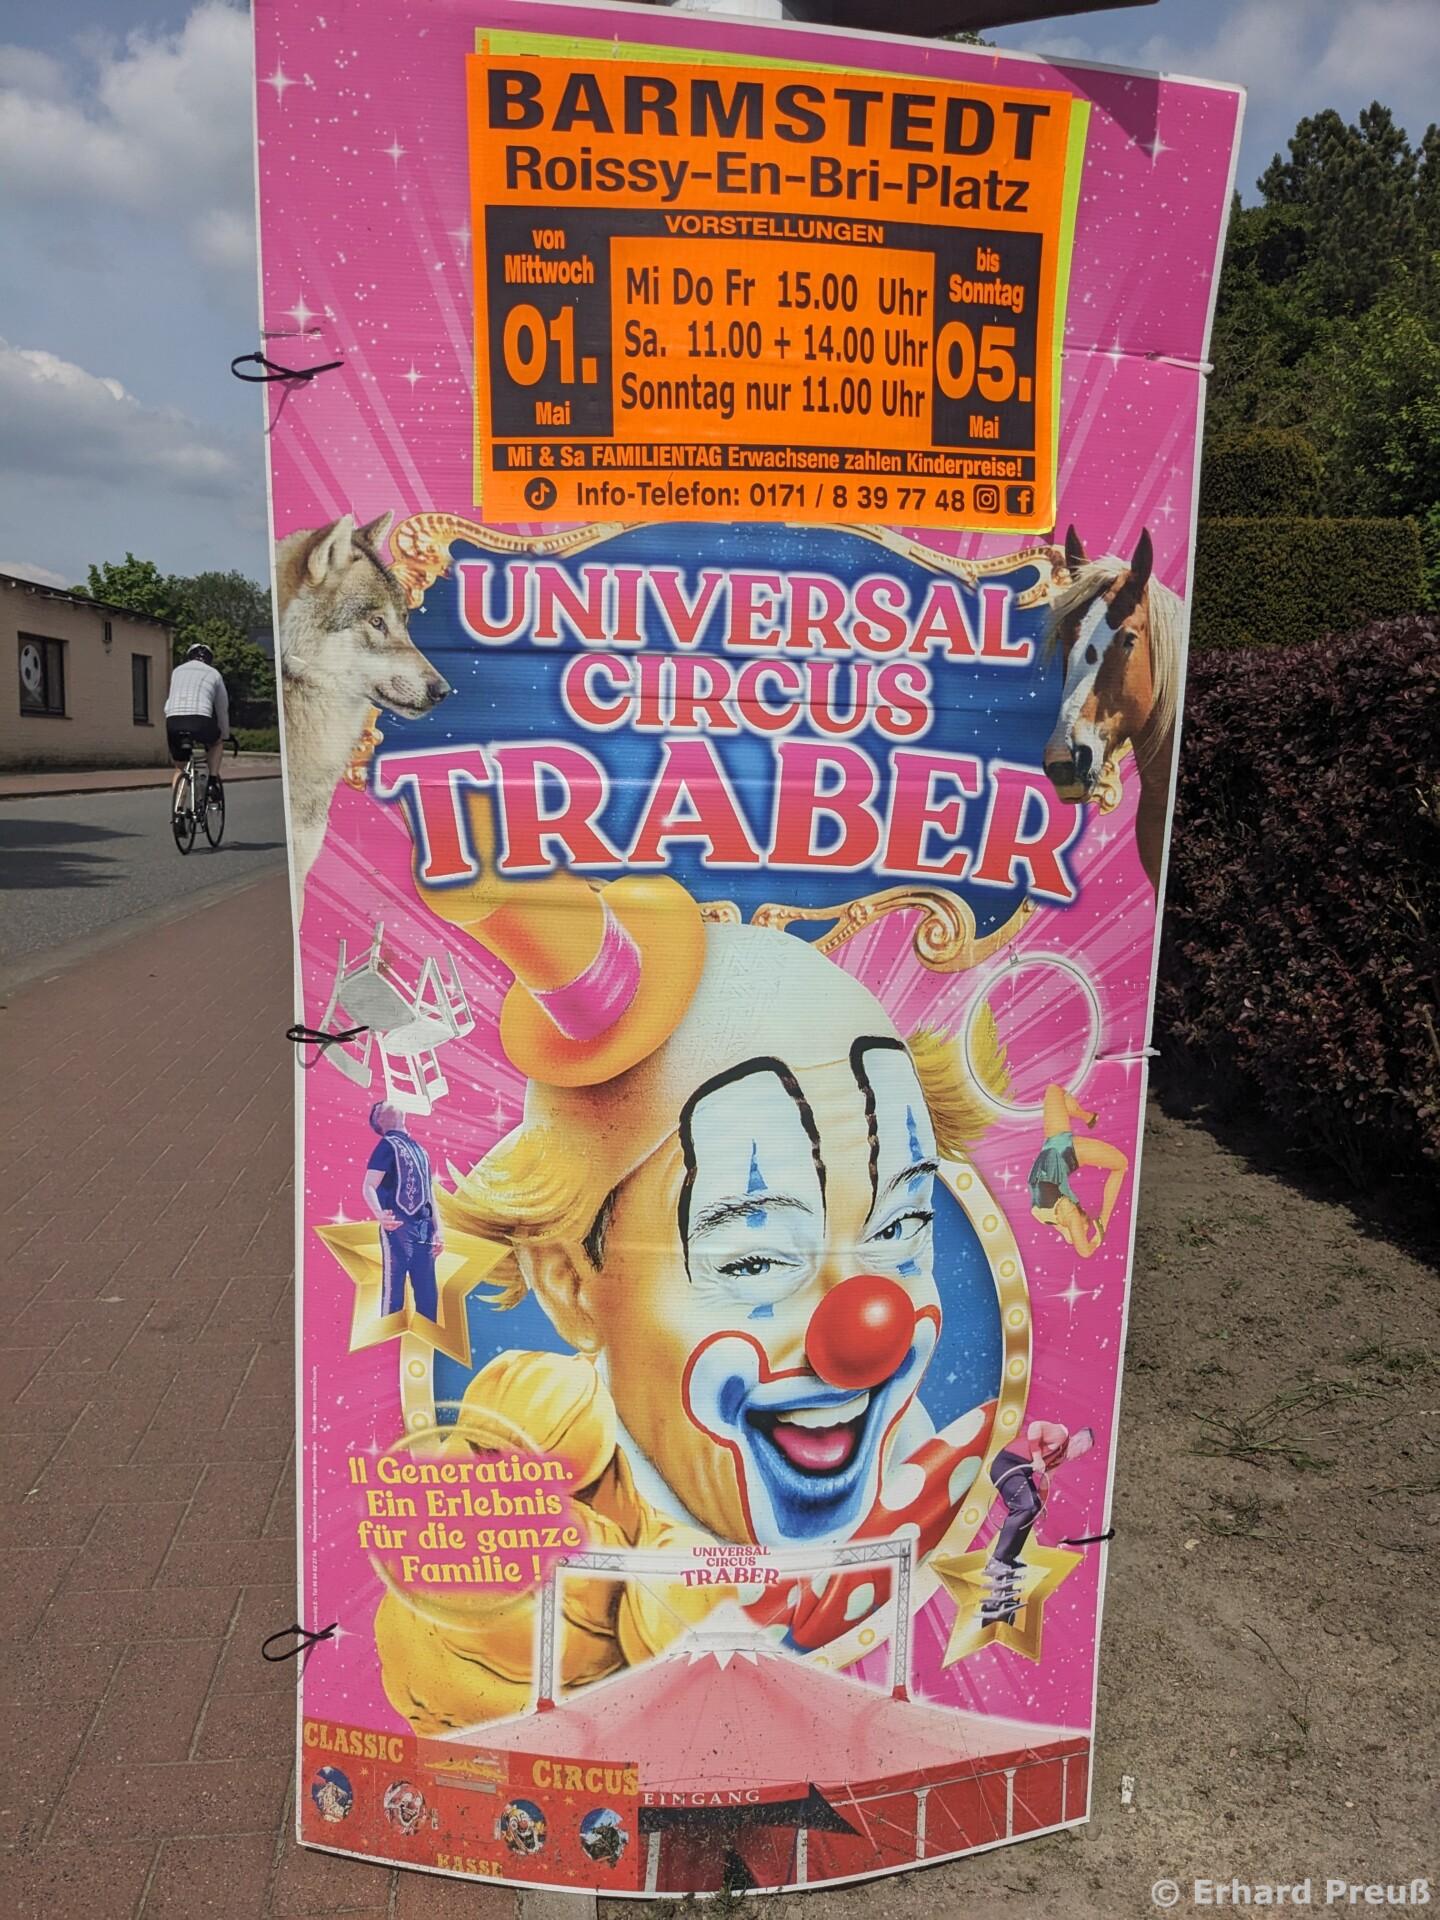 BARMSTEDT
Roissy-En-Bri-Platz
VORSTELLUNGEN
von
Mittwoch
01.
Mai
Mi Do Fr 15.00 Uhr
Sa. 11.00 + 14.00 Uhr
Sonntag nur 11.00 Uhr
bis
Sonntag
05.
Mai
Mi & Sa FAMILIENTAG Erwachsene zahlen Kinderpreise!
Info-Telefon: 0171 / 8 39 77 48
UNIVERSAL
CIRCUS
TRABER
11 Generation.
Ein Erlebnis
für die ganze
Familie !
UNIVERSAL
CIRCUS
TRABER
CLASSIC
CIRCUS
EINGANG
KASSE
© Erhard Preuß